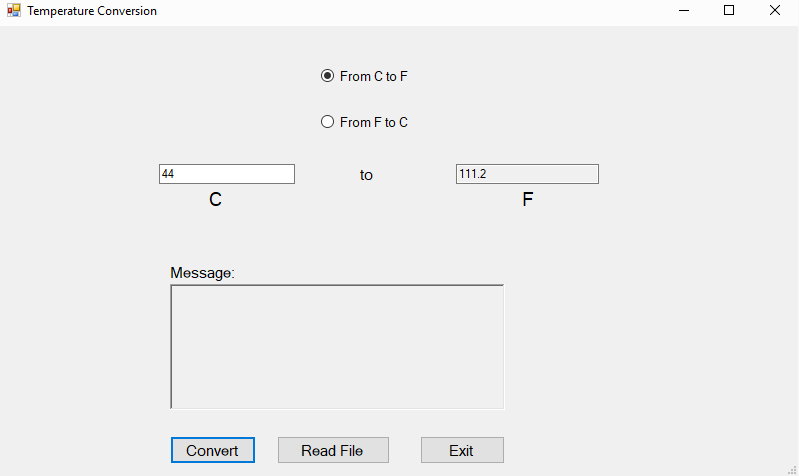 Temperature Conversion
From C to F
From F to C
44 to 111.2
C F
Message:
Convert Read File Exit